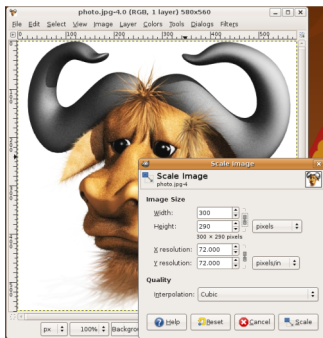 photo.jpg-4.0 (RGB, 1 layer) 580x560
File Edit Select View Image Layer Colors Tools Dialogs Filters
0 100 200 300 400 500
Scale Image
Scale Image
photo.jpg-4
Image Size
Width: 300
Height: 290 pixels
300 × 290 pixels
X resolution: 72.000
Y resolution: 72.000 pixels/in
Quality
Interpolation: Cubic
Help Reset Cancel Scale
px 100% Backgro